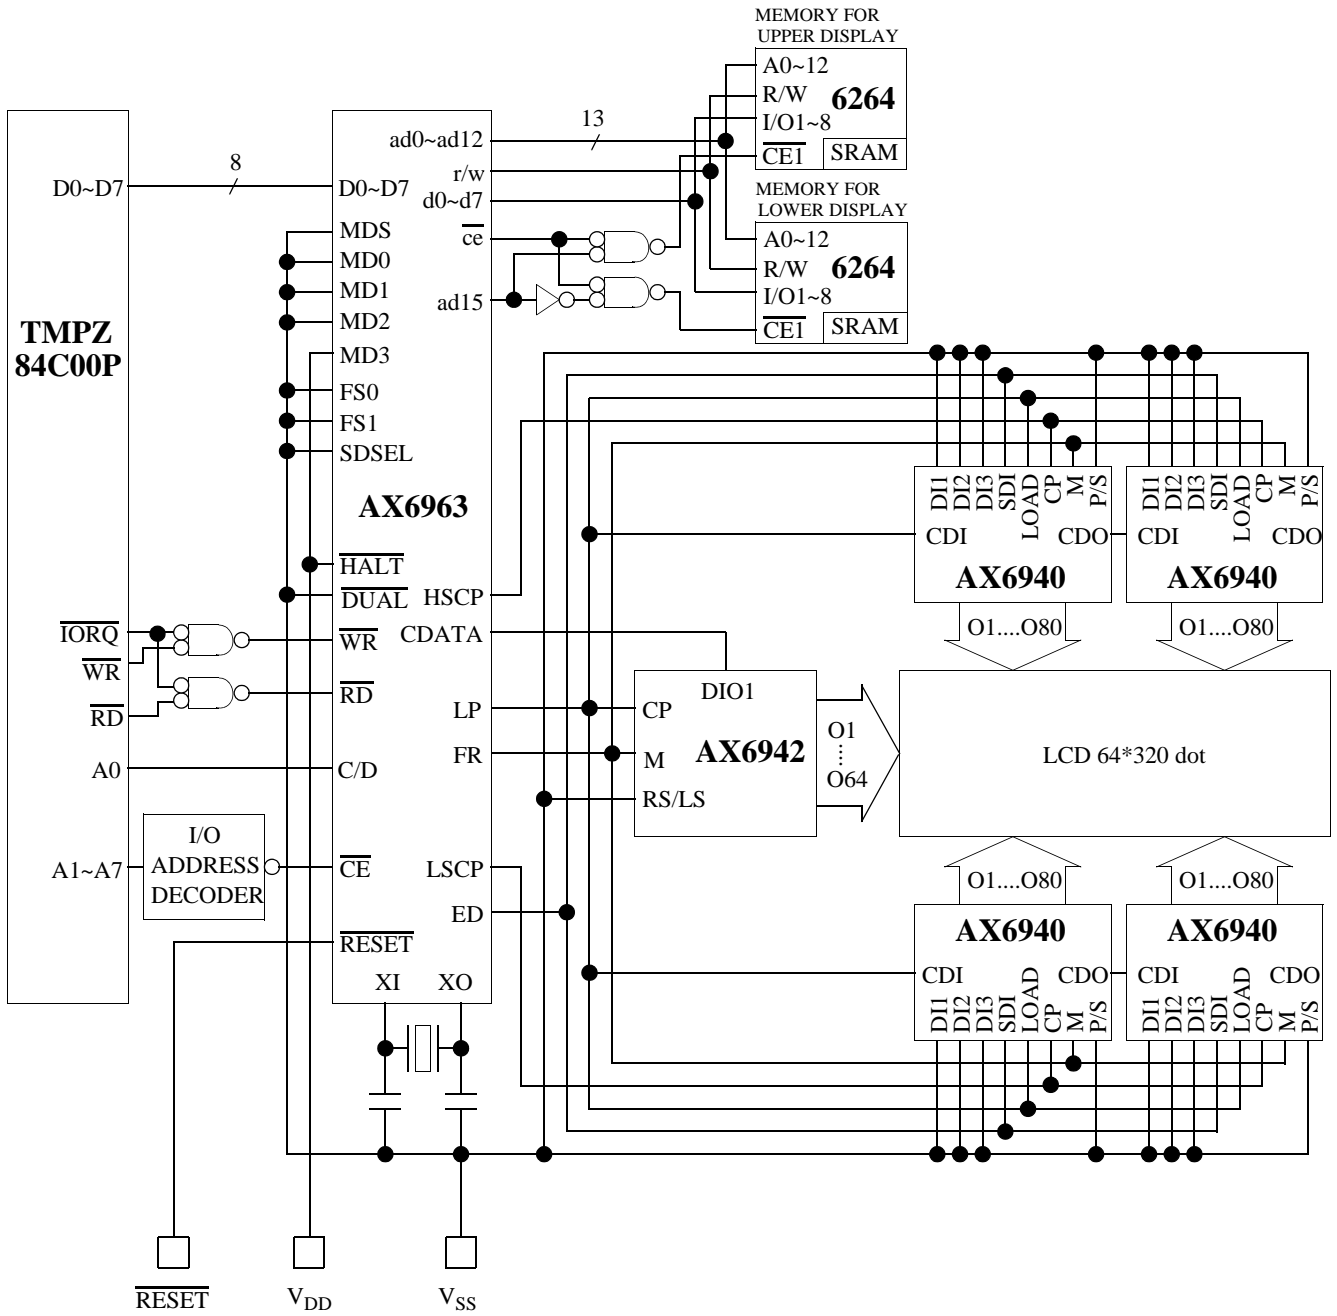 MEMORY FOR
UPPER DISPLAY
A0~12
R/W
6264
I/O1~8
CE1
SRAM
MEMORY FOR
LOWER DISPLAY
A0~12
R/W
6264
I/O1~8
CE1
SRAM
TMPZ
84C00P
D0~D7
IORQ
WR
RD
A0
A1~A7
8
13
I/O
ADDRESS
DECODER
AX6963
D0~D7
MDS
MD0
MD1
MD2
MD3
FS0
FS1
SDSEL
HALT
DUAL
WR
RD
C/D
CE
RESET
XI
XO
ad0~ad12
r/w
d0~d7
ce
ad15
HSCP
CDATA
LP
FR
LSCP
ED
DIO1
CP
AX6942
M
RS/LS
O1
....
O64
DI1
DI2
DI3
SDI
LOAD
CP
M
P/S
CDI
CDO
AX6940
O1....O80
DI1
DI2
DI3
SDI
LOAD
CP
M
P/S
CDI
CDO
AX6940
O1....O80
LCD 64*320 dot
O1....O80
AX6940
CDI
CDO
DI1
DI2
DI3
SDI
LOAD
CP
M
P/S
O1....O80
AX6940
CDI
CDO
DI1
DI2
DI3
SDI
LOAD
CP
M
P/S
RESET
VDD
VSS